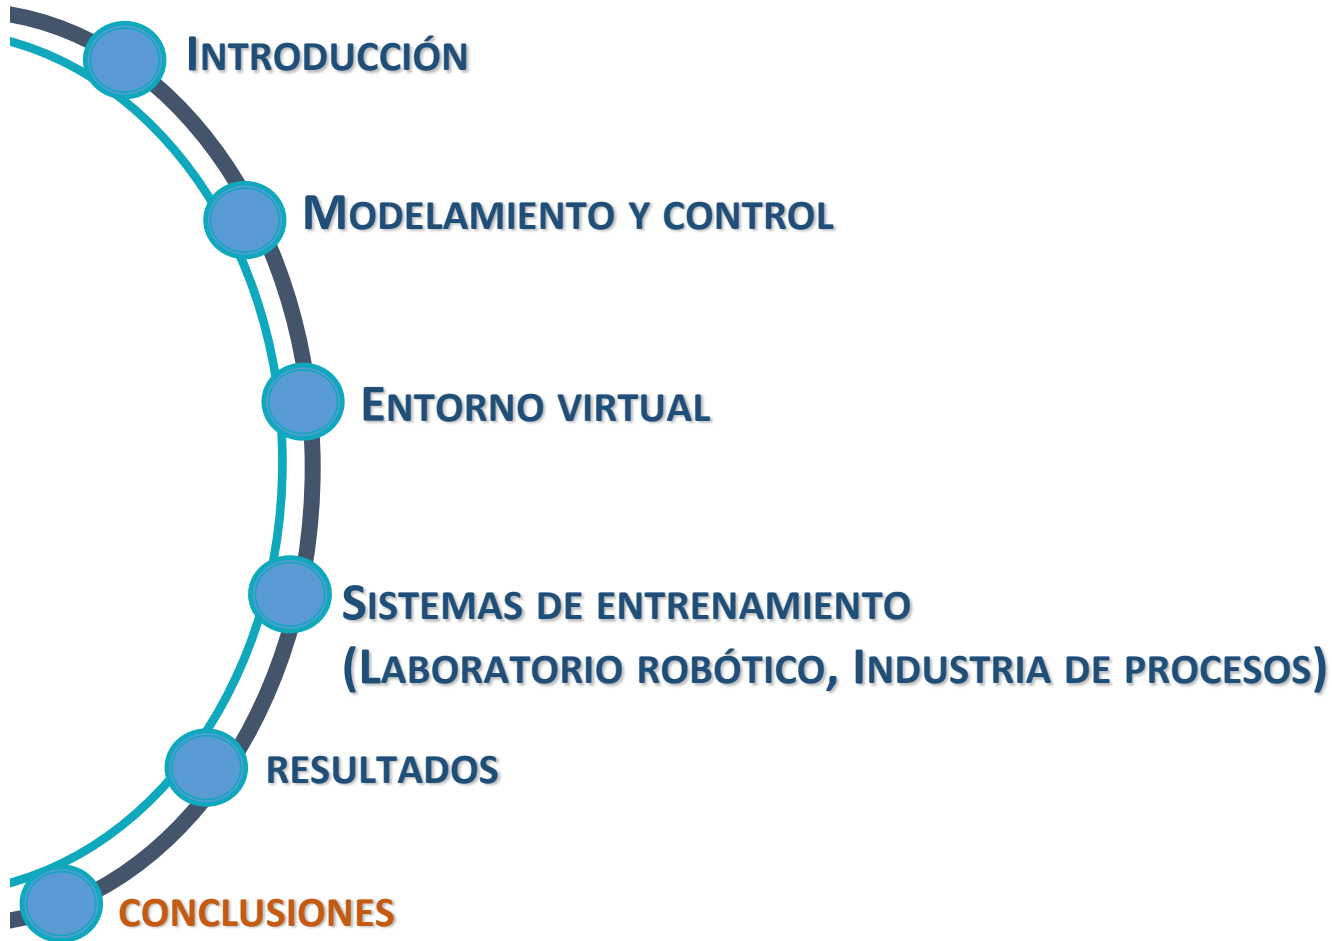 Introducción
Modelamiento y control
Entorno virtual
Sistemas de entrenamiento
(Laboratorio robótico, Industria de procesos)
resultados
conclusiones